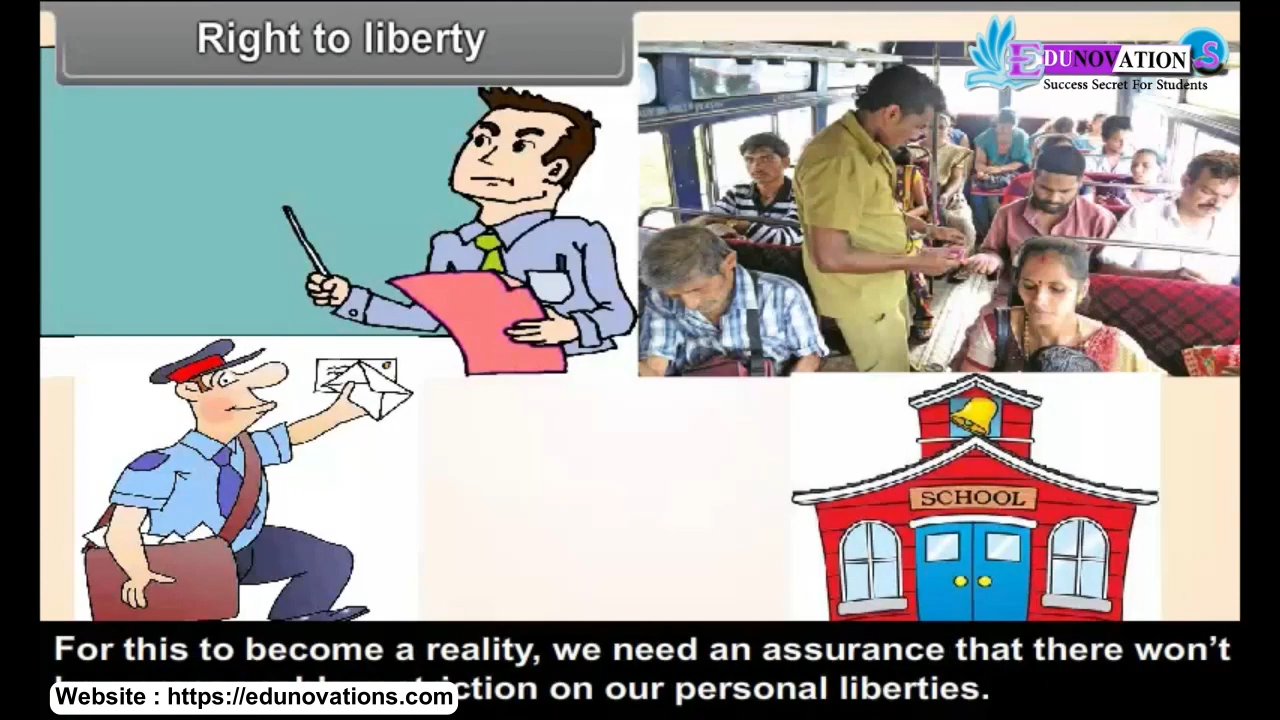 Right to liberty
EDUNOVATION S
Success Secret For Students
SCHOOL
For this to become a reality, we need an assurance that there won’t
on our personal liberties.
Website : https://edunovations.com